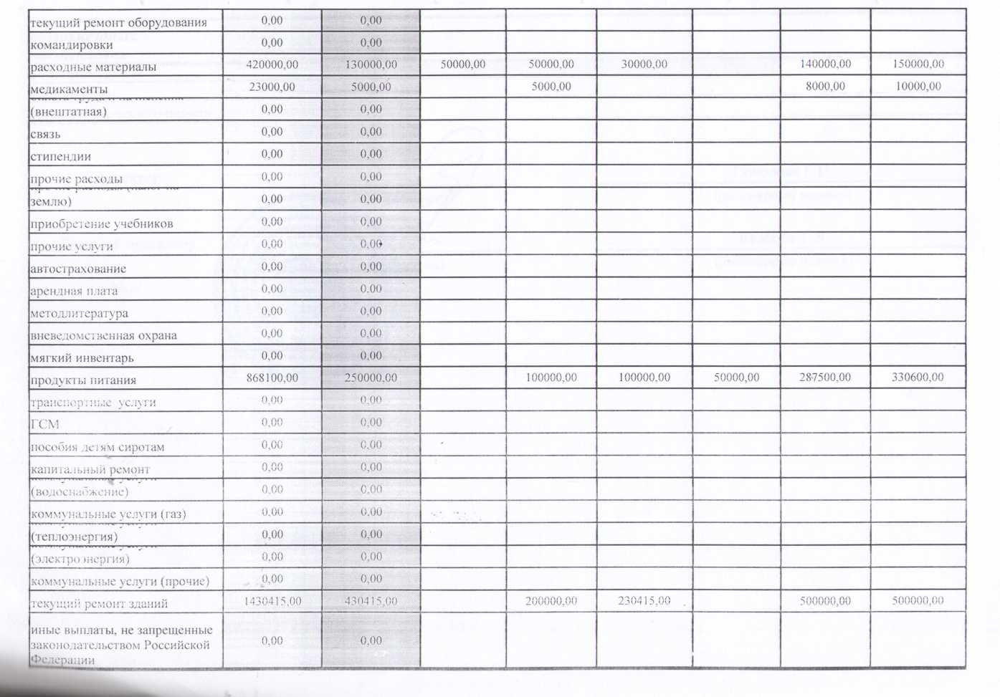 текущий ремонт оборудования 0,00 0,00
командировки 0,00 0,00
расходные материалы 420000,00 130000,00 50000,00 50000,00 30000,00 140000,00 150000,00
медикаменты 23000,00 5000,00 5000,00 8000,00 10000,00
(внештатная) 0,00 0,00
связь 0,00 0,00
стипендии 0,00 0,00
прочие расходы 0,00 0,00
землю) 0,00 0,00
приобретение учебников 0,00 0,00
прочие услуги 0,00 0,00
автострахование 0,00 0,00
арендная плата 0,00 0,00
методлитература 0,00 0,00
вневедомственная охрана 0,00 0,00
мягкий инвентарь 0,00 0,00
продукты питания 868100,00 250000,00 100000,00 100000,00 50000,00 287500,00 330600,00
транспортные услуги 0,00 0,00
ГСМ 0,00 0,00
пособия детям сиротам 0,00 0,00
капитальный ремонт 0,00 0,00
(водоснабжение) 0,00 0,00
коммунальные услуги (газ) 0,00 0,00
(теплоэнергия) 0,00 0,00
(электроэнергия) 0,00 0,00
коммунальные услуги (прочие) 0,00 0,00
текущий ремонт зданий 1430415,00 430415,00 200000,00 230415,00 500000,00 500000,00
иные выплаты, не запрещенные
законодательством Российской 0,00 0,00
Федерации